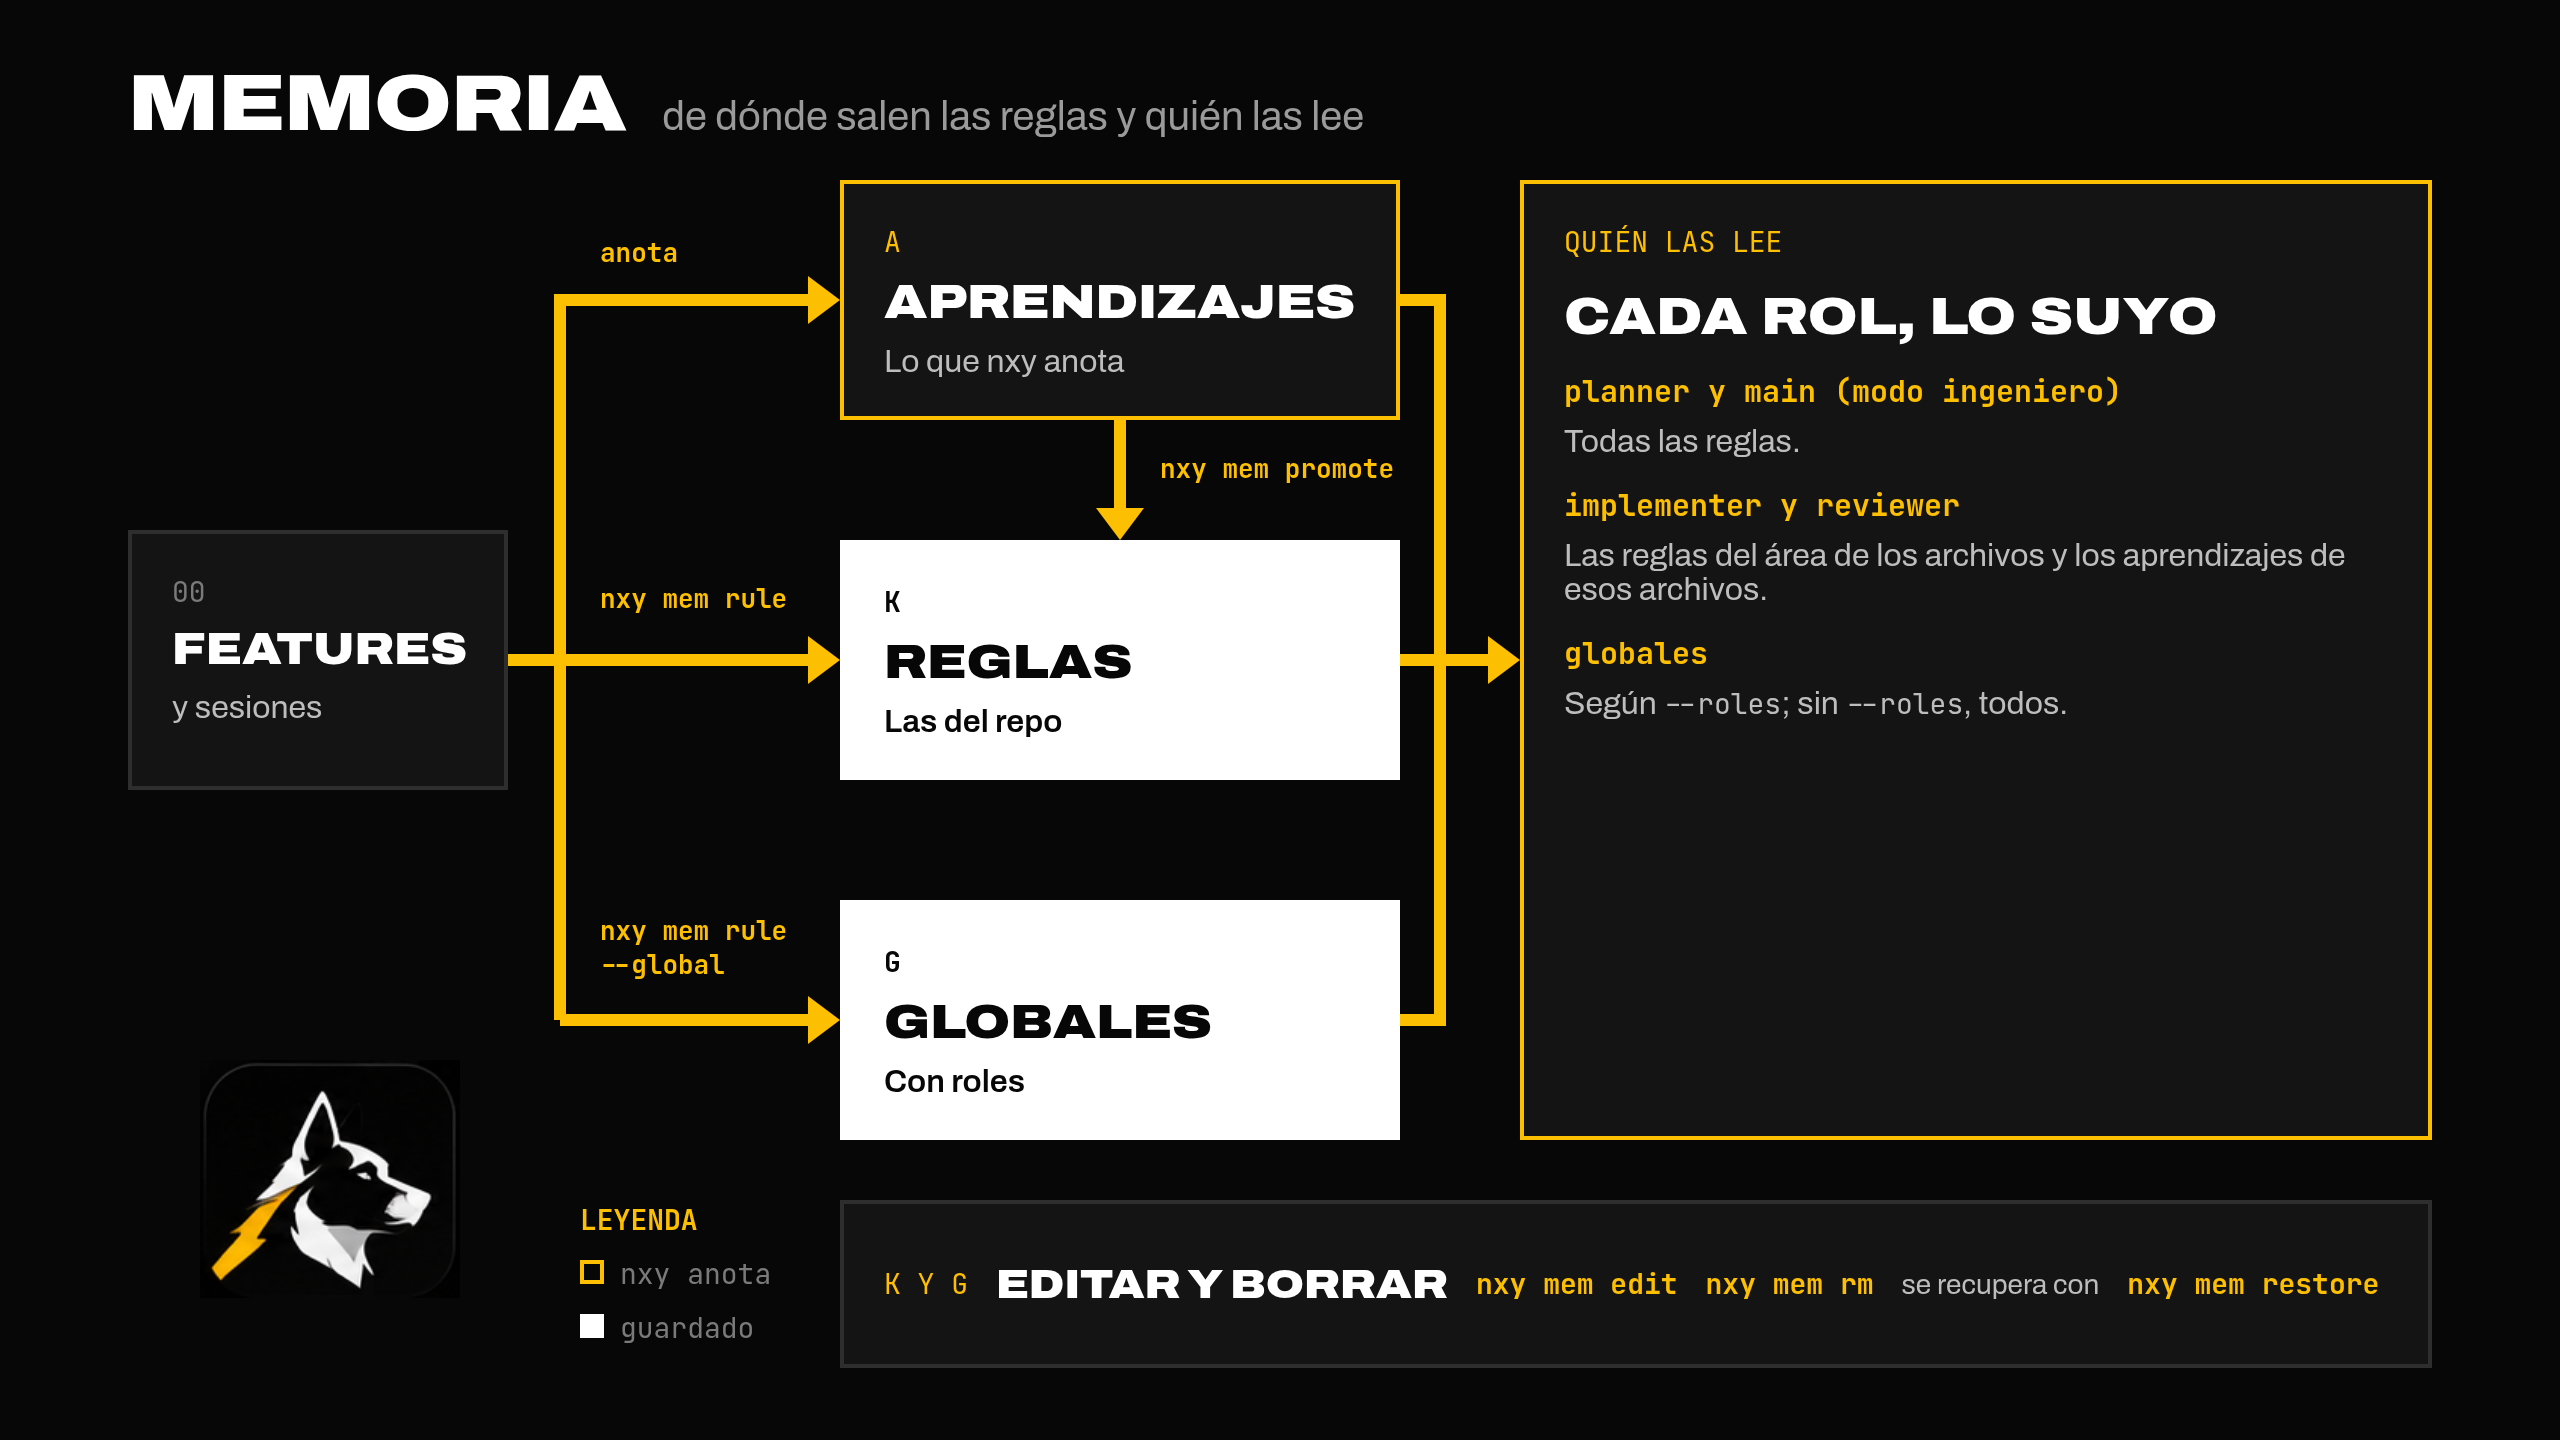 MEMORIA de dónde salen las reglas y quién las lee
anota
A
APRENDIZAJES
Lo que nxy anota
nxy mem promote
00
FEATURES
y sesiones
nxy mem rule
K
REGLAS
Las del repo
nxy mem rule
--global
G
GLOBALES
Con roles
QUIÉN LAS LEE
CADA ROL, LO SUYO
planner y main (modo ingeniero)
Todas las reglas.
implementer y reviewer
Las reglas del área de los archivos y los aprendizajes de
esos archivos.
globales
Según --roles; sin --roles, todos.
LEYENDA
nxy anota
guardado
K Y G EDITAR Y BORRAR nxy mem edit nxy mem rm se recupera con nxy mem restore